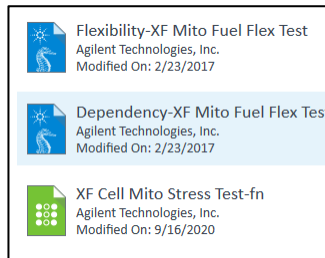 Flexibility-XF Mito Fuel Flex Test
Agilent Technologies, Inc.
Modified On: 2/23/2017
Dependency-XF Mito Fuel Flex Test
Agilent Technologies, Inc.
Modified On: 2/23/2017
XF Cell Mito Stress Test-fn
Agilent Technologies, Inc.
Modified On: 9/16/2020